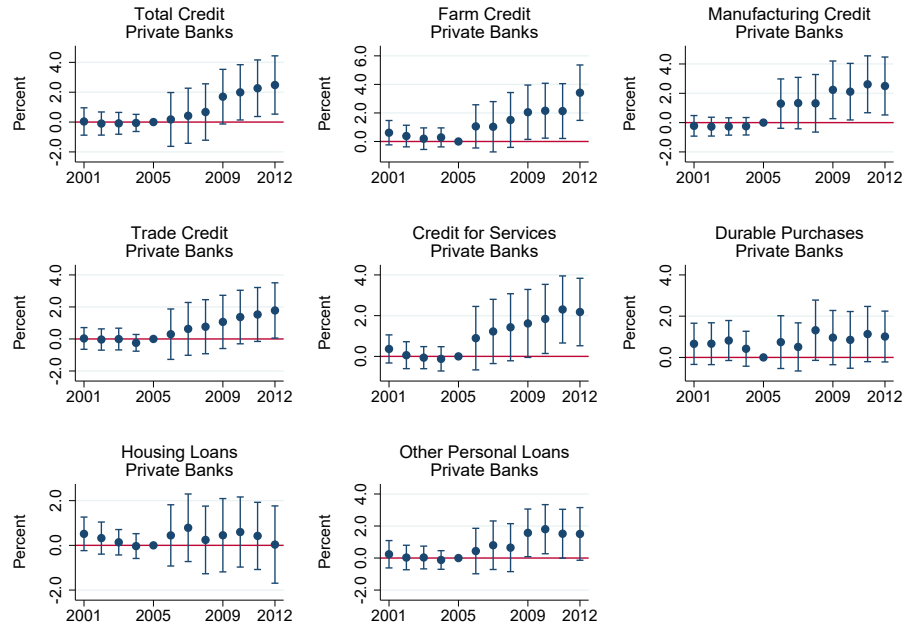 Total Credit
Private Banks
Percent
4.0
2.0
0.0
-2.0
2001
2005
2009
2012
Farm Credit
Private Banks
Percent
6.0
4.0
2.0
0.0
2001
2005
2009
2012
Manufacturing Credit
Private Banks
Percent
4.0
2.0
0.0
-2.0
2001
2005
2009
2012
Trade Credit
Private Banks
Percent
4.0
2.0
0.0
-2.0
2001
2005
2009
2012
Credit for Services
Private Banks
Percent
4.0
2.0
0.0
2001
2005
2009
2012
Durable Purchases
Private Banks
Percent
4.0
2.0
0.0
2001
2005
2009
2012
Housing Loans
Private Banks
Percent
2.0
0.0
-2.0
2001
2005
2009
2012
Other Personal Loans
Private Banks
Percent
4.0
2.0
0.0
-2.0
2001
2005
2009
2012